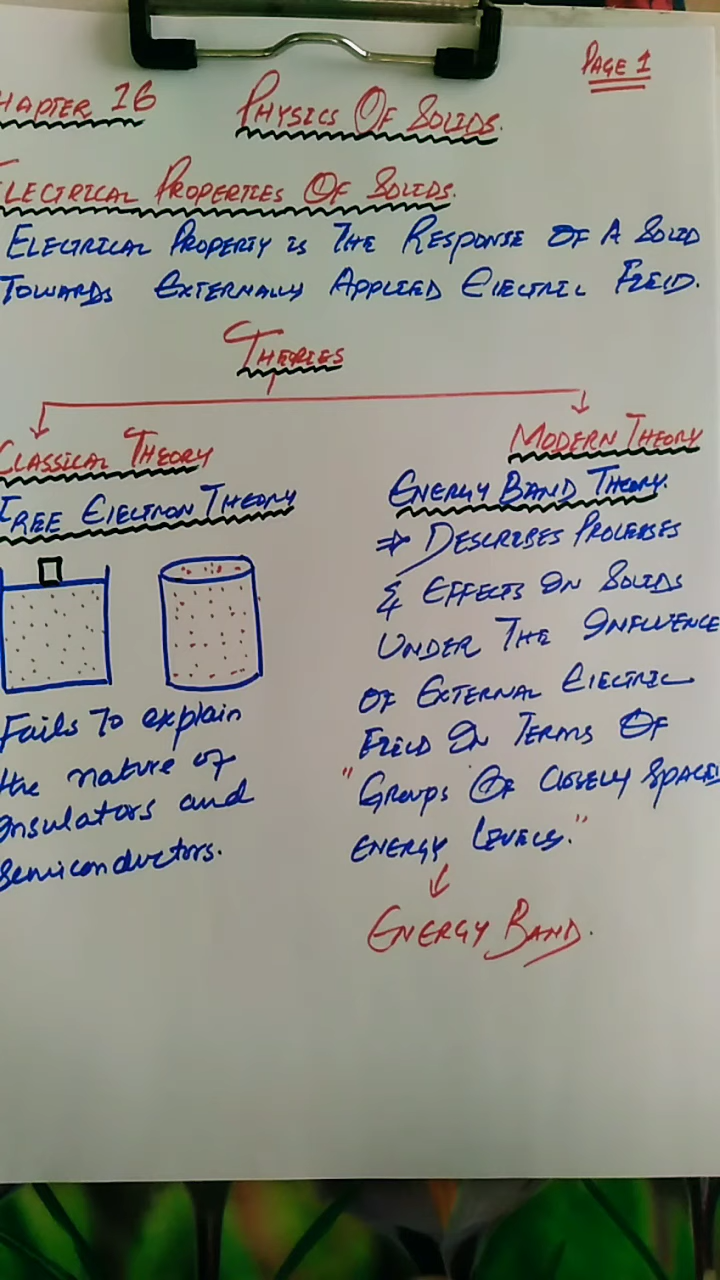 PAGE 1
HAPTER 16 PHYSICS OF SOLIDS.
ELECTRICAL PROPERTIES OF SOLIDS.
ELECTRICAL PROPERTY IS THE RESPONSE OF A SOLID
TOWARDS EXTERNALLY APPLIED ELECTRIC FIELD.
THEORIES
CLASSICAL THEORY
FREE ELECTRON THEORY
Fails To explain
the nature of
insulators and
semiconductors.
MODERN THEORY
ENERGY BAND THEORY.
⇒ DESCRIBES PROCESSES
& EFFECTS IN SOLIDS
UNDER THE INFLUENCE
OF EXTERNAL ELECTRIC
FIELD IN TERMS OF
"GROUPS OF CLOSELY SPACED
ENERGY LEVELS."
ENERGY BAND.